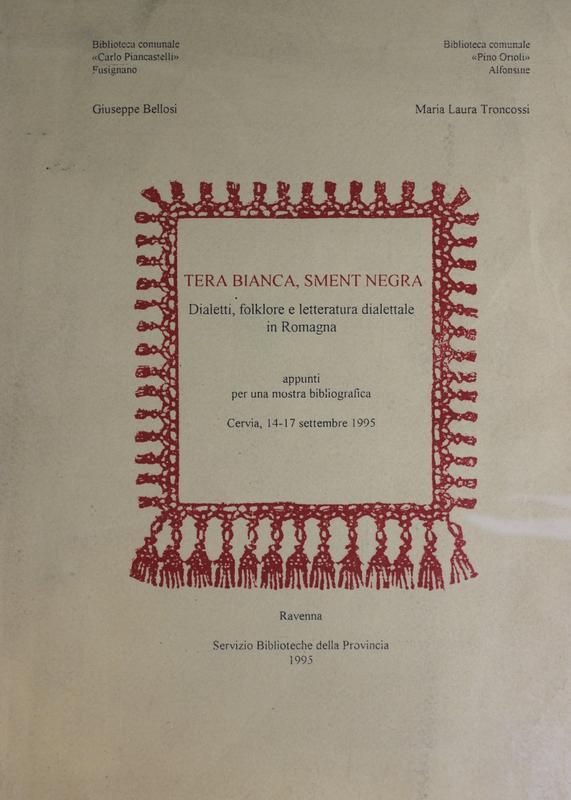 Biblioteca comunale
«Carlo Piancastelli»
Fusignano
Biblioteca comunale
«Pino Orioli»
Alfonsine
Giuseppe Bellosi
Maria Laura Troncossi
TERA BIANCA, SMENT NEGRA
Dialetti, folklore e letteratura dialettale
in Romagna
appunti
per una mostra bibliografica
Cervia, 14-17 settembre 1995
Ravenna
Servizio Biblioteche della Provincia
1995